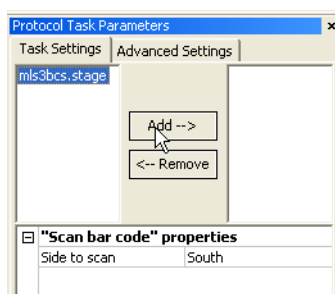 Protocol Task Parameters
Task Settings
Advanced Settings
mls3bcs.stage
Add -->
<-- Remove
"Scan bar code" properties
Side to scan South